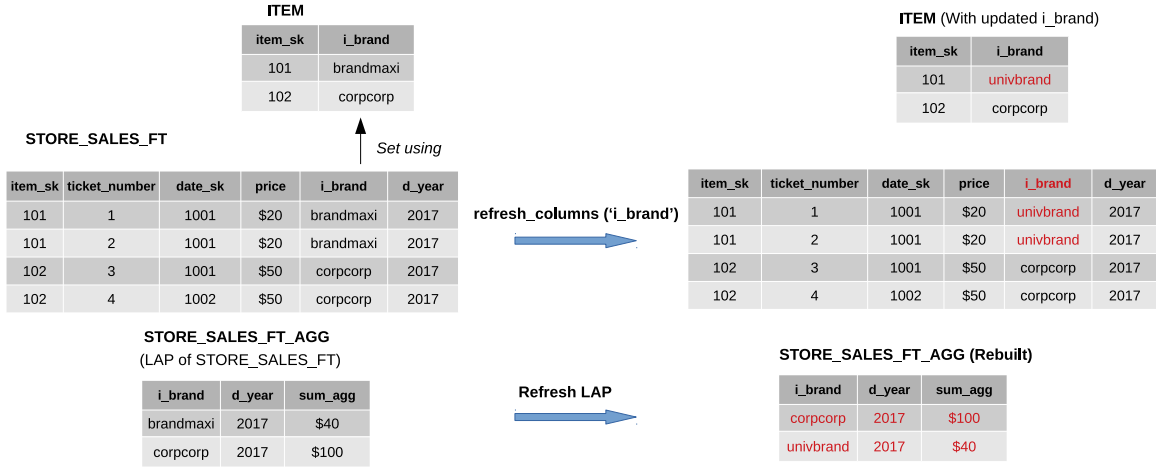 ITEM
item_sk i_brand
101 brandmaxi
102 corpcorp
STORE_SALES_FT
Set using
item_sk ticket_number date_sk price i_brand d_year
101 1 1001 $20 brandmaxi 2017
101 2 1001 $20 brandmaxi 2017
102 3 1001 $50 corpcorp 2017
102 4 1002 $50 corpcorp 2017
STORE_SALES_FT_AGG
(LAP of STORE_SALES_FT)
i_brand d_year sum_agg
brandmaxi 2017 $40
corpcorp 2017 $100
refresh_columns (‘i_brand’)
Refresh LAP
ITEM (With updated i_brand)
item_sk i_brand
101 univbrand
102 corpcorp
item_sk ticket_number date_sk price i_brand d_year
101 1 1001 $20 univbrand 2017
101 2 1001 $20 univbrand 2017
102 3 1001 $50 corpcorp 2017
102 4 1002 $50 corpcorp 2017
STORE_SALES_FT_AGG (Rebuilt)
i_brand d_year sum_agg
corpcorp 2017 $100
univbrand 2017 $40